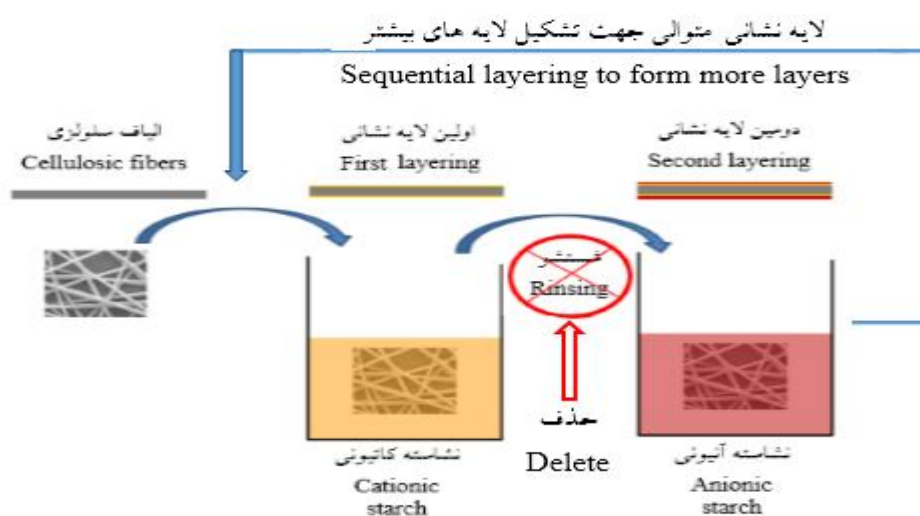 لایه نشانی متوالی جهت تشکیل لایه های بیشتر
Sequential layering to form more layers
الیاف سلولزی
Cellulosic fibers
اولین لایه نشانی
First layering
دومین لایه نشانی
Second layering
شستشو
Rinsing
حذف
Delete
نشاسته کاتیونی
Cationic
starch
نشاسته آنیونی
Anionic
starch